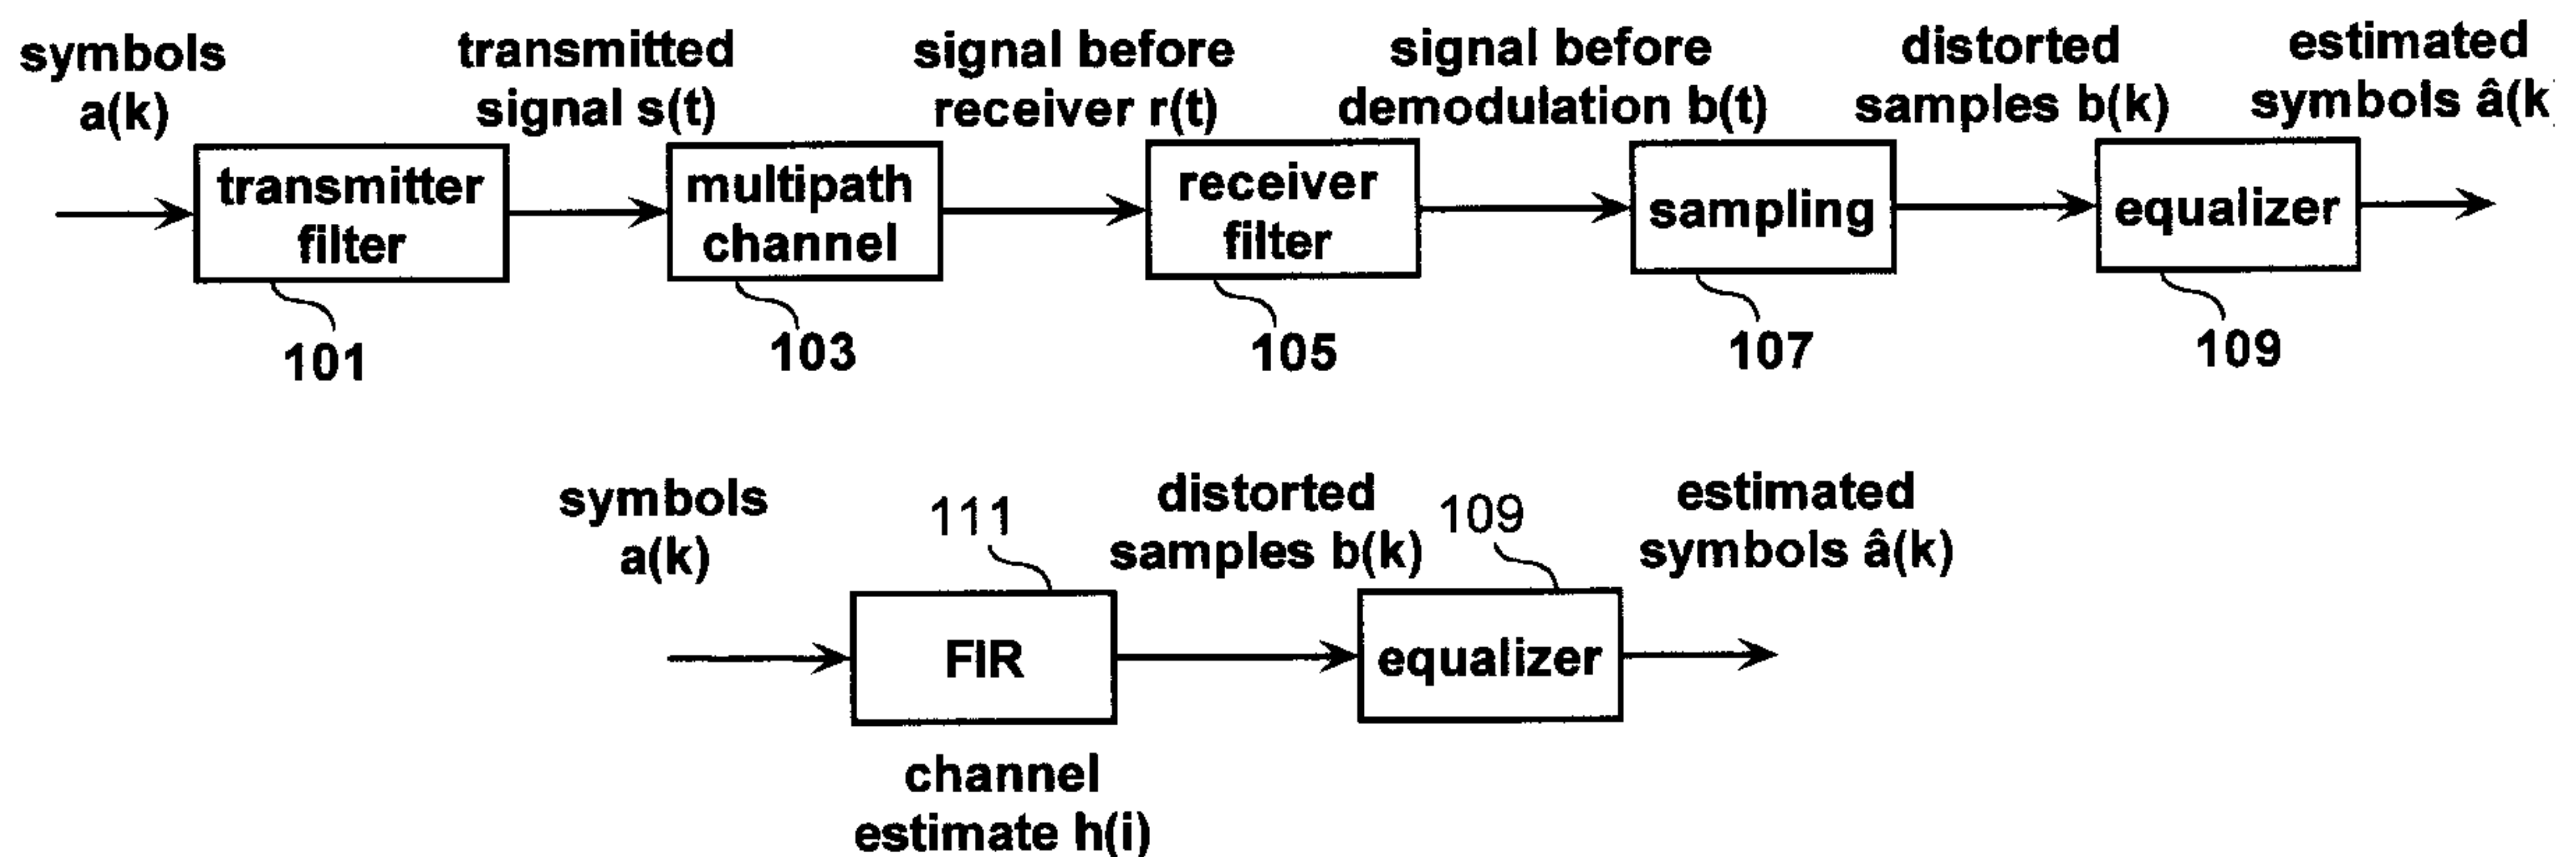 symbols
a(k)
transmitted
signal s(t)
signal before
receiver r(t)
signal before
demodulation b(t)
distorted
samples b(k)
estimated
symbols â(k
transmitter
filter
multipath
channel
receiver
filter
sampling
equalizer
101
103
105
107
109
symbols
a(k)
111
distorted
samples b(k)
109
estimated
symbols â(k)
FIR
equalizer
channel
estimate h(i)